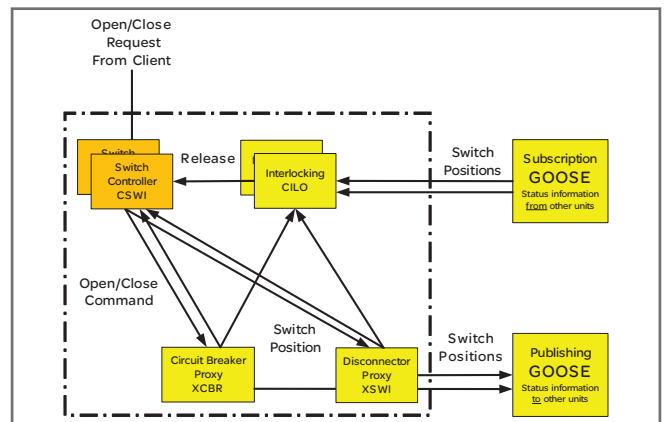 Open/Close
Request
From Client
Switch
Switch
Controller
CSWI
Release
Interlocking
CILO
Switch
Positions
Subscription
GOOSE
Status information
from other units
Open/Close
Command
Switch
Position
Circuit Breaker
Proxy
XCBR
Disconnector
Proxy
XSWI
Switch
Positions
Publishing
GOOSE
Status information
to other units